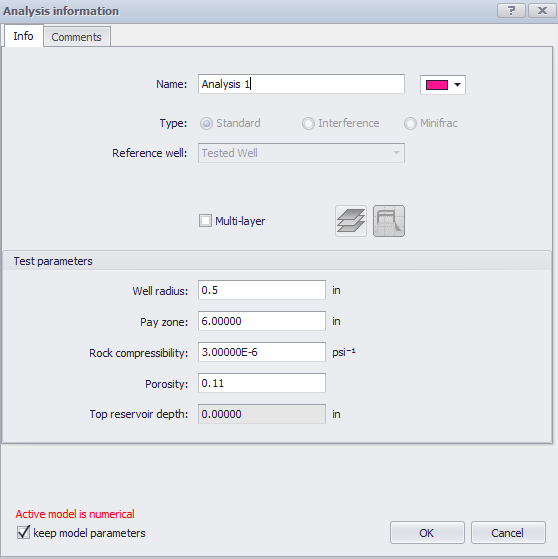 Analysis information
Info Comments
Name: Analysis 1
Type: Standard Interference Minifrac
Reference well: Tested Well
Multi-layer
Test parameters
Well radius: 0.5 in
Pay zone: 6.00000 in
Rock compressibility: 3.00000E-6 psi⁻¹
Porosity: 0.11
Top reservoir depth: 0.00000 in
Active model is numerical
keep model parameters OK Cancel